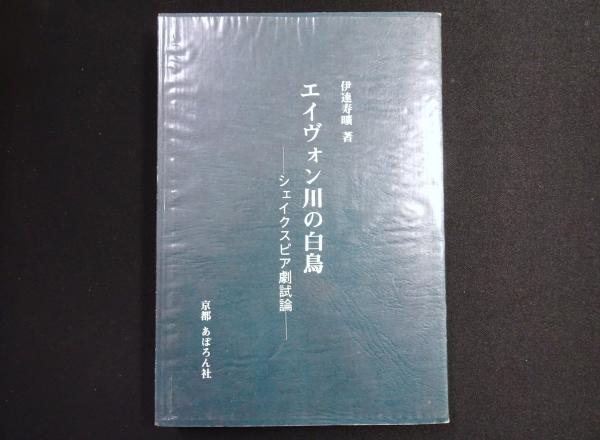 伊達寿曠 著
エイヴォン川の白鳥
――シェイクスピア劇試論――
京都 あぽろん社